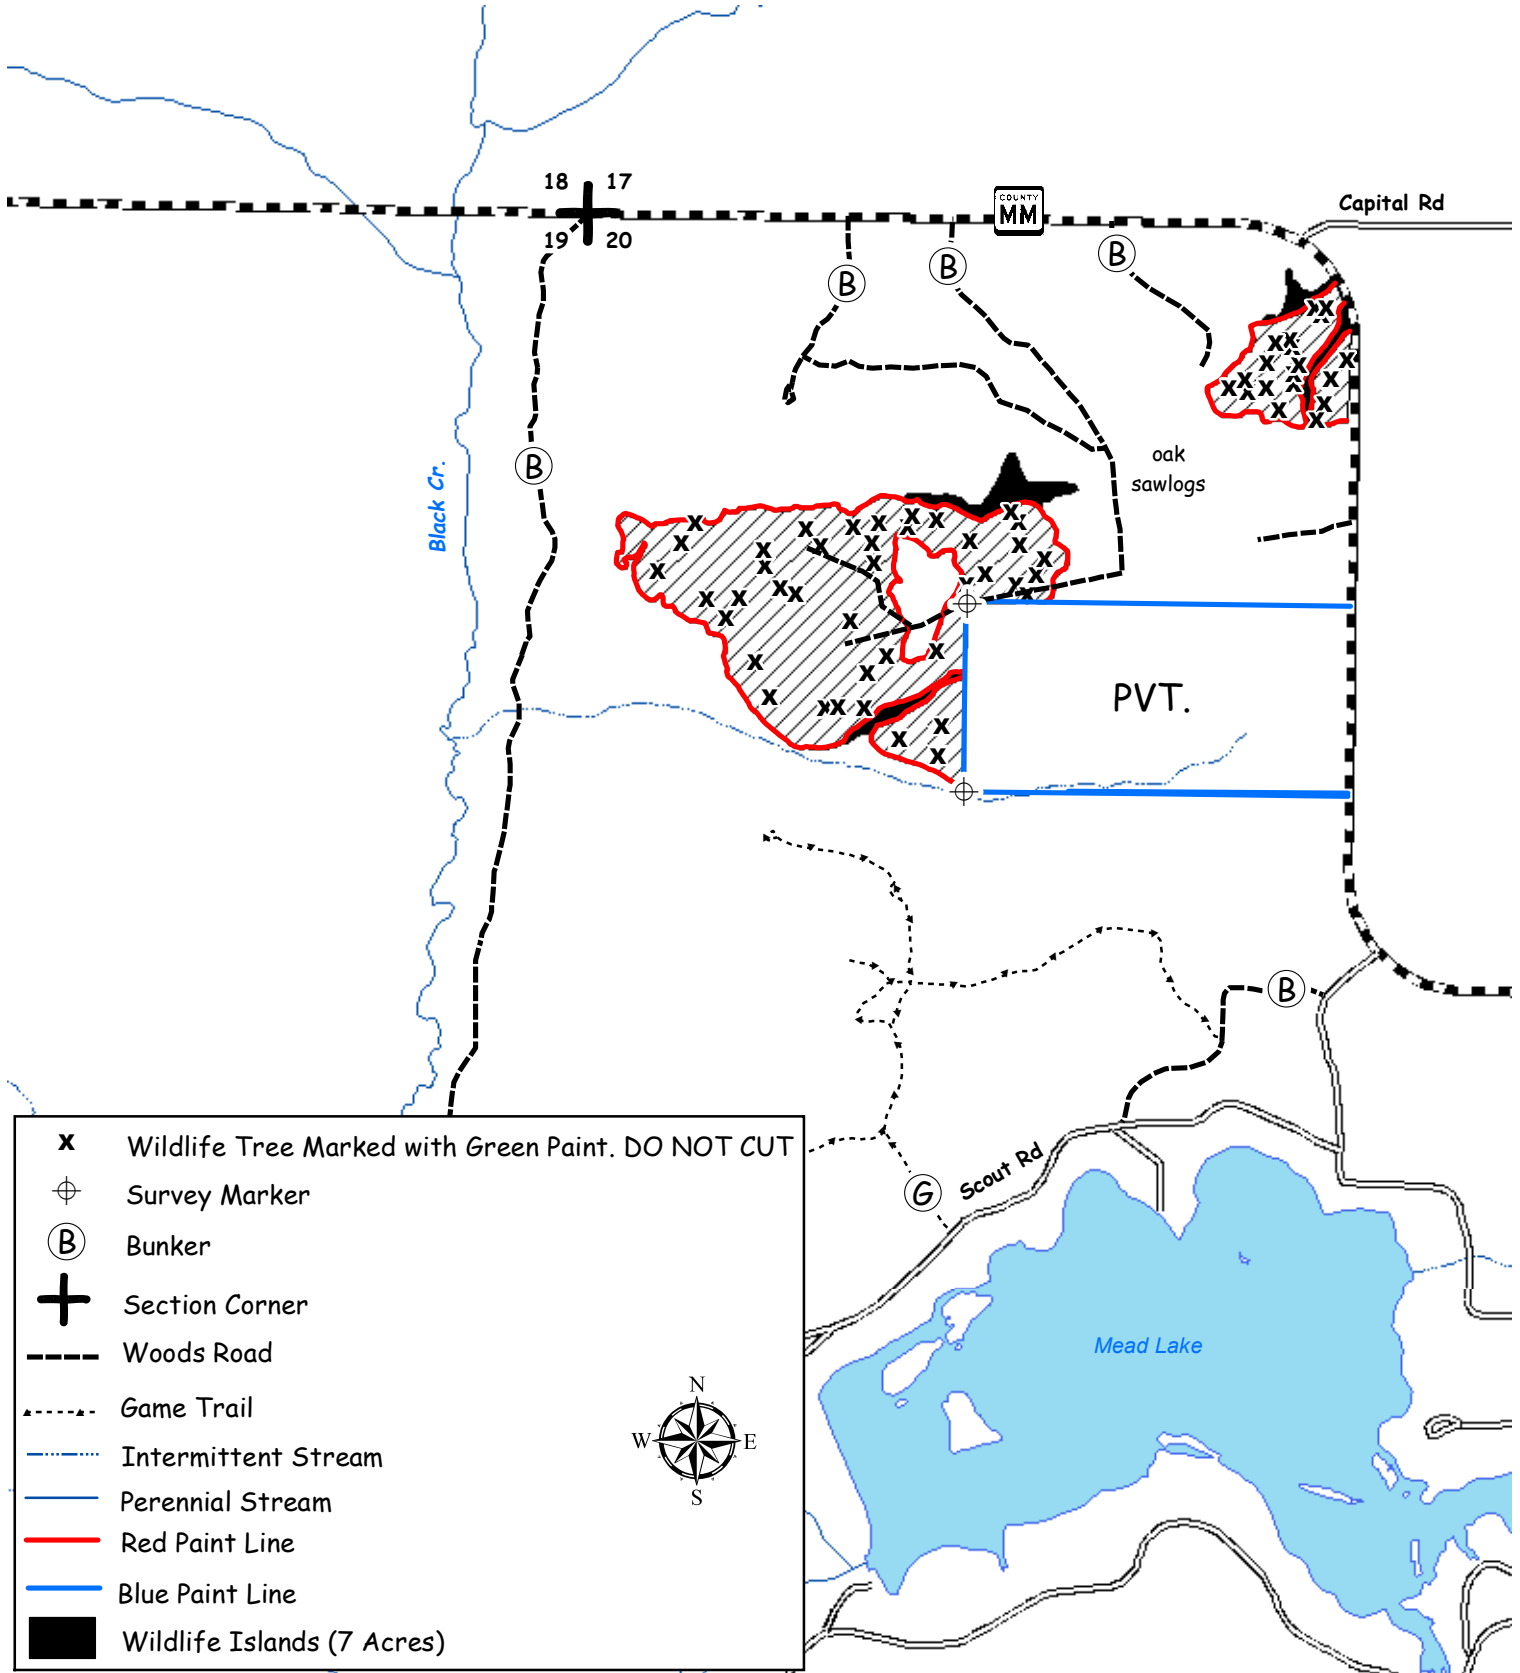 18 17
19 20
COUNTY
MM
Capital Rd
B
B
B
B
oak
sawlogs
Black Cr.
PVT.
B
G
Scout Rd
Mead Lake
x Wildlife Tree Marked with Green Paint. DO NOT CUT
Survey Marker
B Bunker
Section Corner
Woods Road
Game Trail
Intermittent Stream
Perennial Stream
Red Paint Line
Blue Paint Line
Wildlife Islands (7 Acres)
N
W E
S